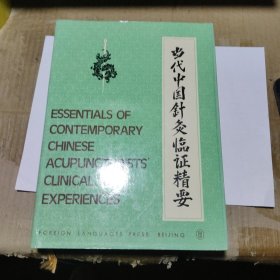 当代中国針灸临证精要
ESSENTIALS OF
CONTEMPORARY
CHINESE
ACUPUNCTURISTS'
CLINICAL
EXPERIENCES
FOREIGN LANGUAGES PRESS BEIJING